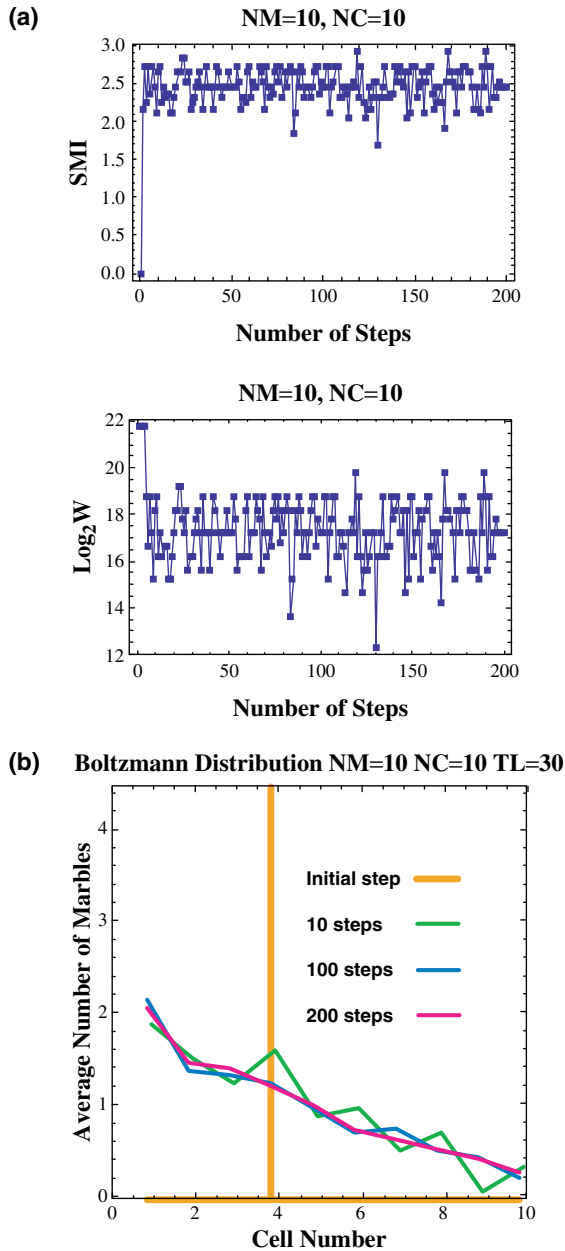 (a)
NM=10, NC=10
3.0
2.5
2.0
1.5
1.0
0.5
0.0
SMI
0 50 100 150 200
Number of Steps
NM=10, NC=10
22
20
18
16
14
12
Log2W
0 50 100 150 200
Number of Steps
(b)
Boltzmann Distribution NM=10 NC=10 TL=30
4
3
2
1
0
Average Number of Marbles
Initial step
10 steps
100 steps
200 steps
0 2 4 6 8 10
Cell Number